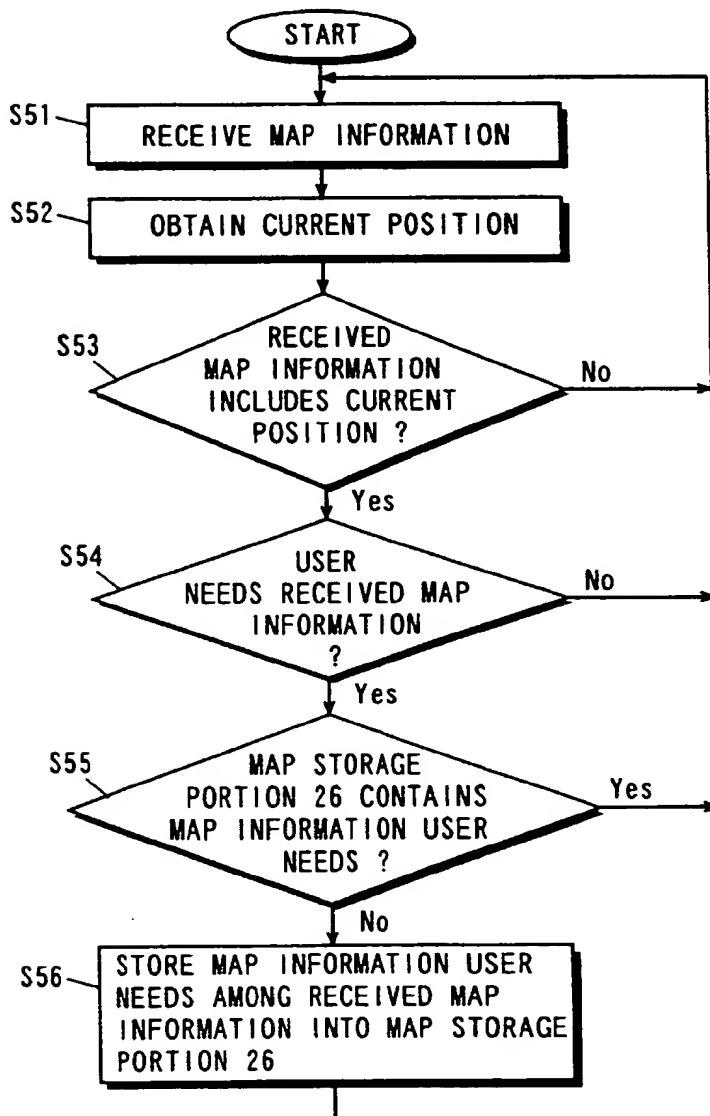 START
S51
RECEIVE MAP INFORMATION
S52
OBTAIN CURRENT POSITION
S53
RECEIVED
MAP INFORMATION
INCLUDES CURRENT
POSITION ?
No
Yes
S54
USER
NEEDS RECEIVED MAP
INFORMATION
?
No
Yes
S55
MAP STORAGE
PORTION 26 CONTAINS
MAP INFORMATION USER
NEEDS ?
Yes
No
S56
STORE MAP INFORMATION USER
NEEDS AMONG RECEIVED MAP
INFORMATION INTO MAP STORAGE
PORTION 26